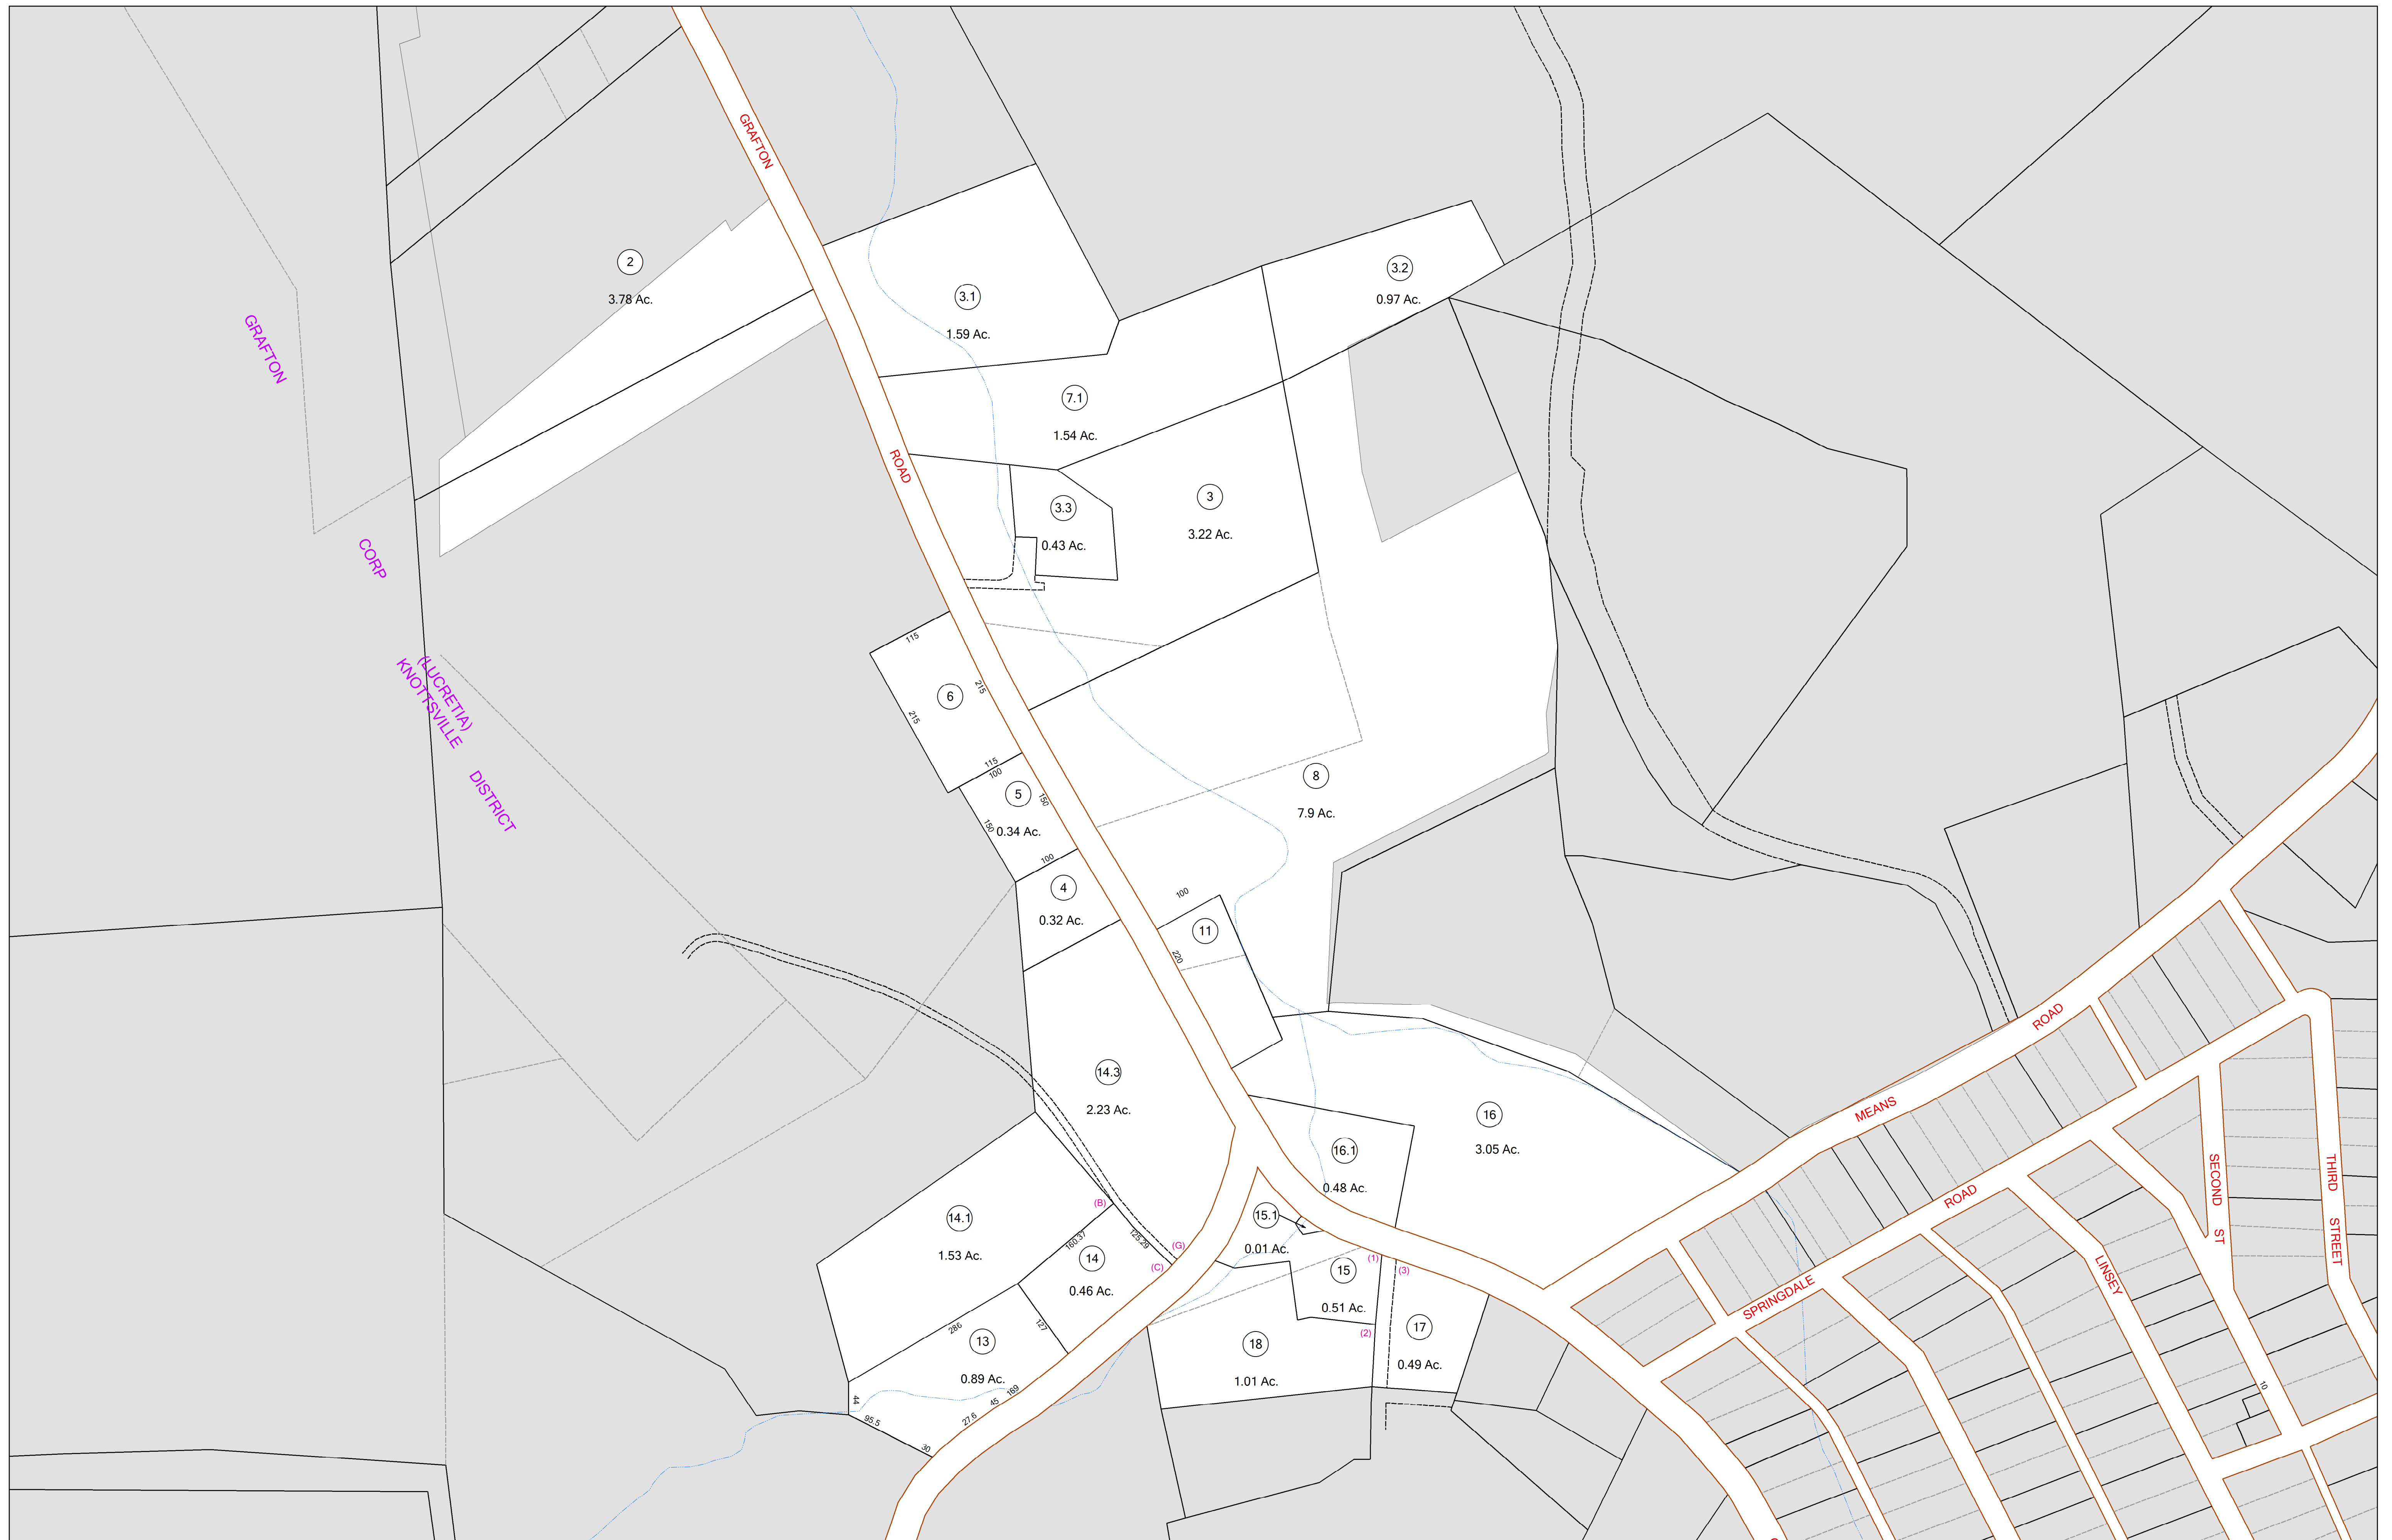 GRAFTON
2
3.78 Ac.
3.2
0.97 Ac.
3.1
1.59 Ac.
GRAFTON
7.1
1.54 Ac.
ROAD
3
3.22 Ac.
3.3
0.43 Ac.
CORP
115
(LUCRETIA)
KNOTTSVILLE
6
215
215
115
100
DISTRICT
5
150
150
0.34 Ac.
8
7.9 Ac.
100
4
0.32 Ac.
100
11
220
14.3
2.23 Ac.
16
3.05 Ac.
16.1
0.48 Ac.
MEANS
ROAD
(B)
14.1
1.53 Ac.
160.37
125.29
(G)
(C)
14
0.46 Ac.
15.1
0.01 Ac.
(1)
(3)
15
0.51 Ac.
(2)
17
0.49 Ac.
18
1.01 Ac.
286
127
13
0.89 Ac.
44
95.5
30
27.6
45
169
SPRINGDALE
ROAD
LINSEY
SECOND
ST
THIRD
STREET
10